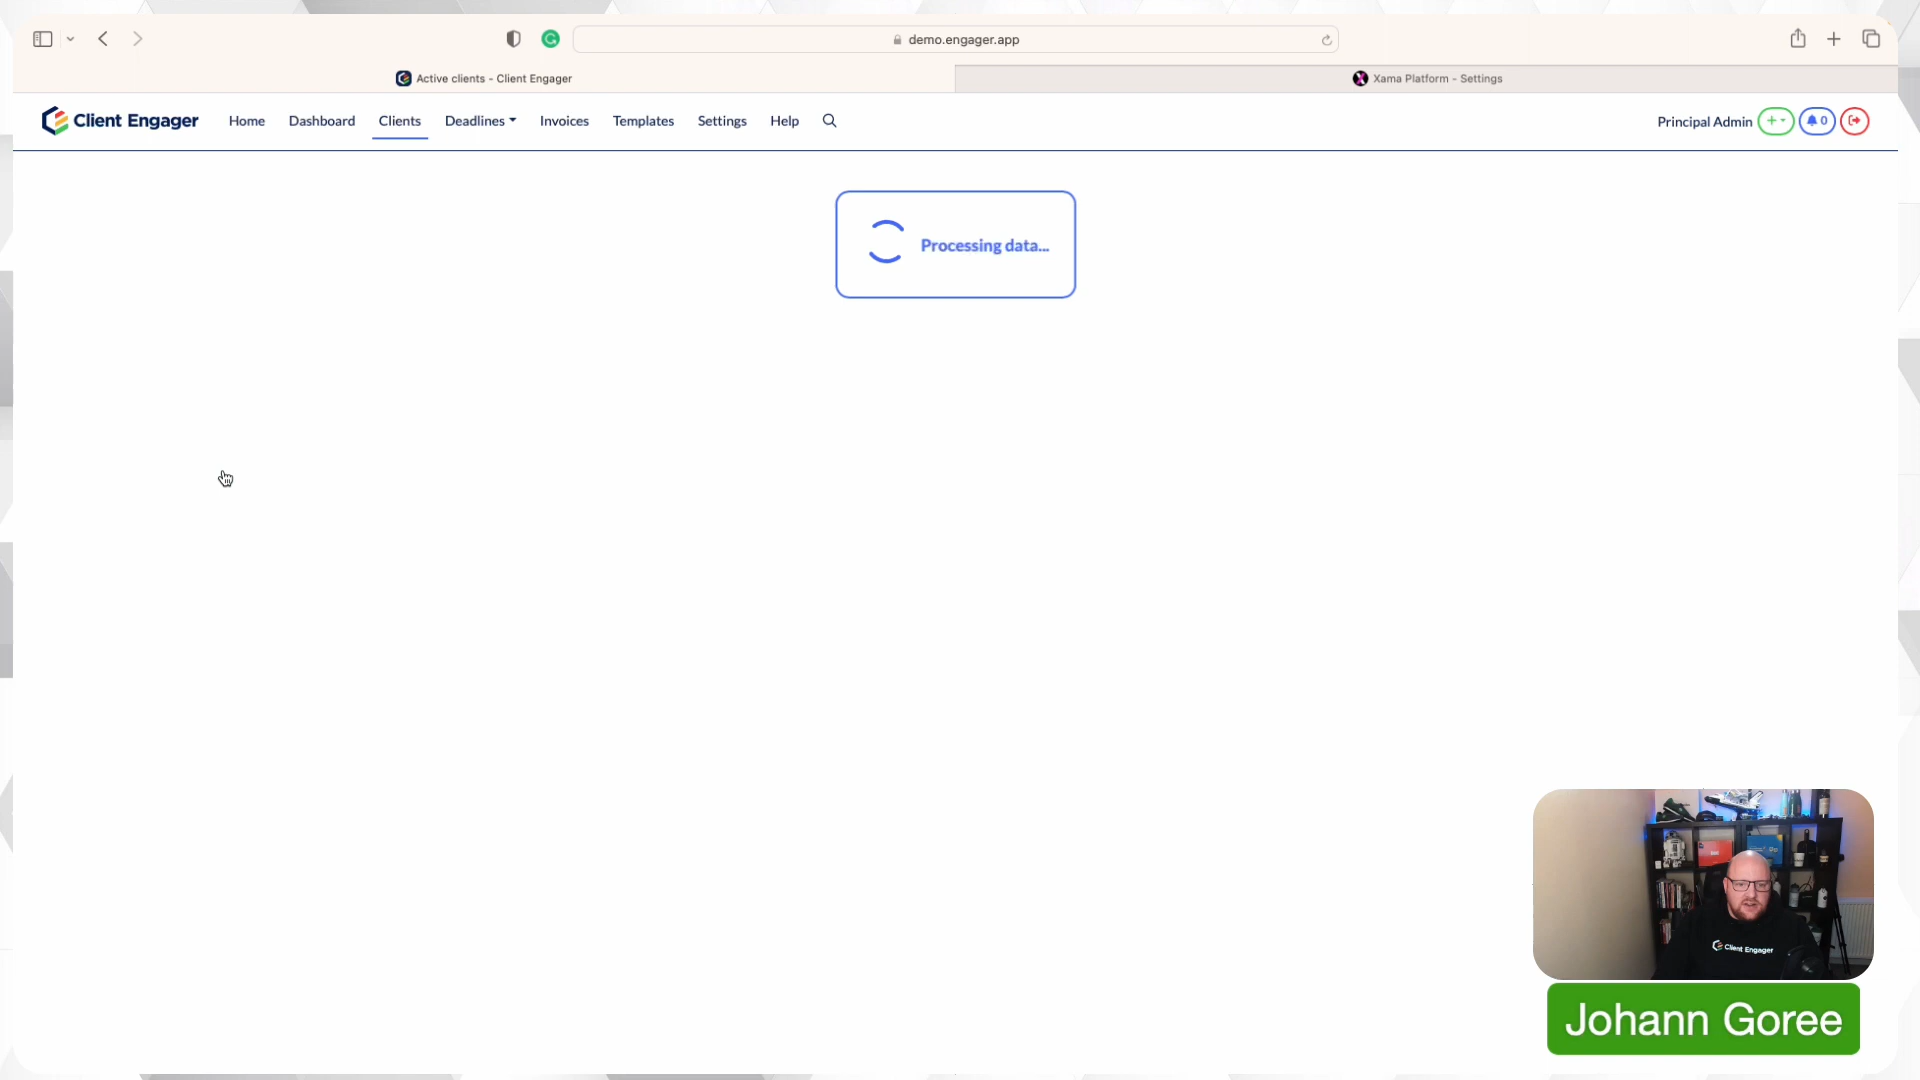 demo.engager.app
Active clients - Client Engager
Xama Platform - Settings
Client Engager Home Dashboard Clients Deadlines Invoices Templates Settings Help Principal Admin + 0
Processing data...
Client Engager
Johann Goree